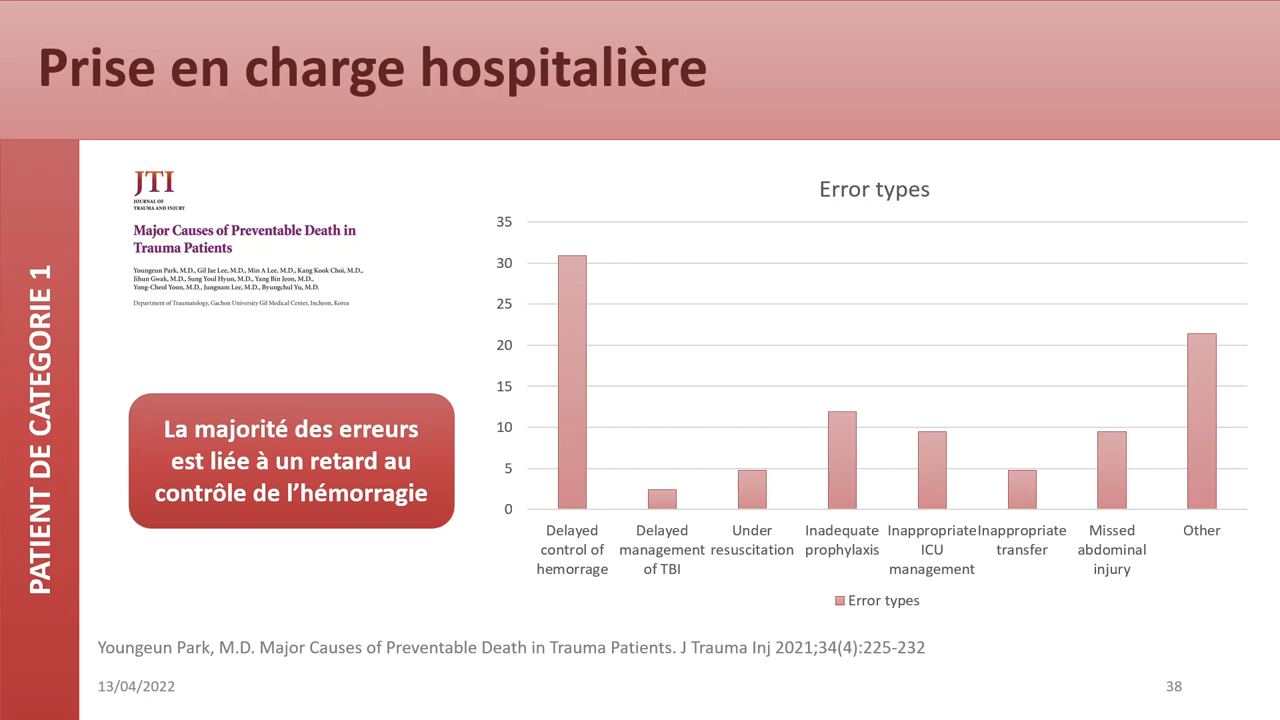 Prise en charge hospitalière
PATIENT DE CATEGORIE 1
JTI
JOURNAL OF
TRAUMA AND INJURY
Major Causes of Preventable Death in
Trauma Patients
Youngeun Park, M.D., Gil Jae Lee, M.D., Min A Lee, M.D., Kang Kook Choi, M.D.,
Jihun Gwak, M.D., Sung Youl Hyun, M.D., Yang Bin Jeon, M.D.,
Yong-Cheol Yoon, M.D., Jungnam Lee, M.D., Byungchul Yu, M.D.
Department of Traumatology, Gachon University Gil Medical Center, Incheon, Korea
La majorité des erreurs
est liée à un retard au
contrôle de l’hémorragie
Error types
35
30
25
20
15
10
5
0
Delayed
control of
hemorrage
Delayed
management
of TBI
Under
resuscitation
Inadequate
prophylaxis
Inappropriate
ICU
management
Inappropriate
transfer
Missed
abdominal
injury
Other
Error types
Youngeun Park, M.D. Major Causes of Preventable Death in Trauma Patients. J Trauma Inj 2021;34(4):225-232
13/04/2022
38